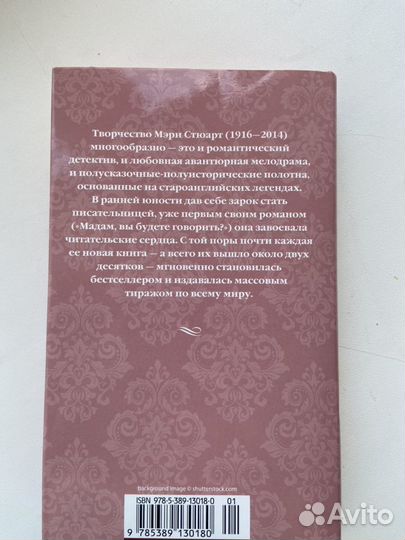 Творчество Мэри Стюарт (1916—2014)
многообразно — это и романтический
детектив, и любовная авантюрная мелодрама,
и полусказочные-полуисторические полотна,
основанные на староанглийских легендах.
В ранней юности дав себе зарок стать
писательницей, уже первым своим романом
(«Мадам, вы будете говорить?») она завоевала
читательские сердца. С той поры почти каждая
ее новая книга — а всего их вышло около двух
десятков — мгновенно становилась
бестселлером и издавалась массовым
тиражом по всему миру.
Background image © shutterstock.com
ISBN 978-5-389-13018-0 01
9 785389 130180
Avito